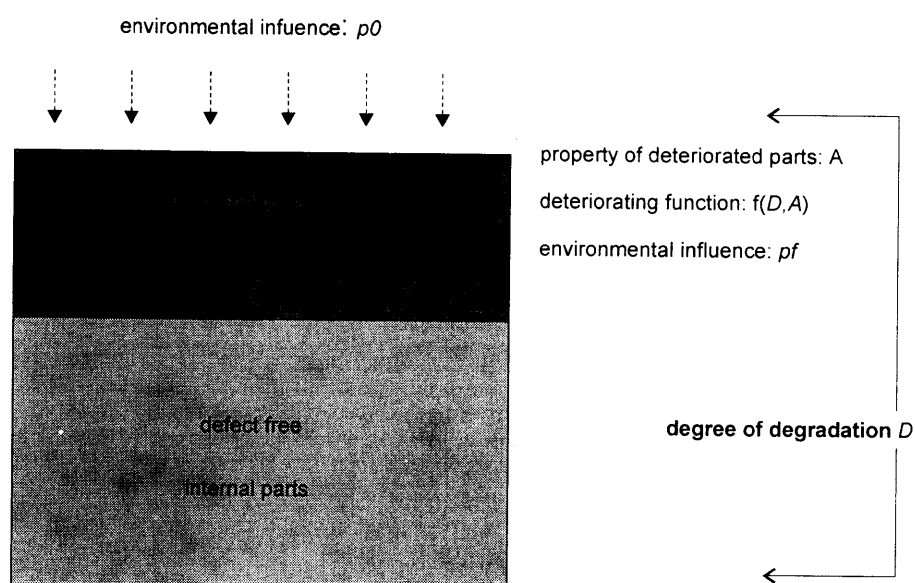 environmental infuence: p0
property of deteriorated parts: A
deteriorating function: f(D,A)
environmental influence: pf
defect free
internal parts
degree of degradation D